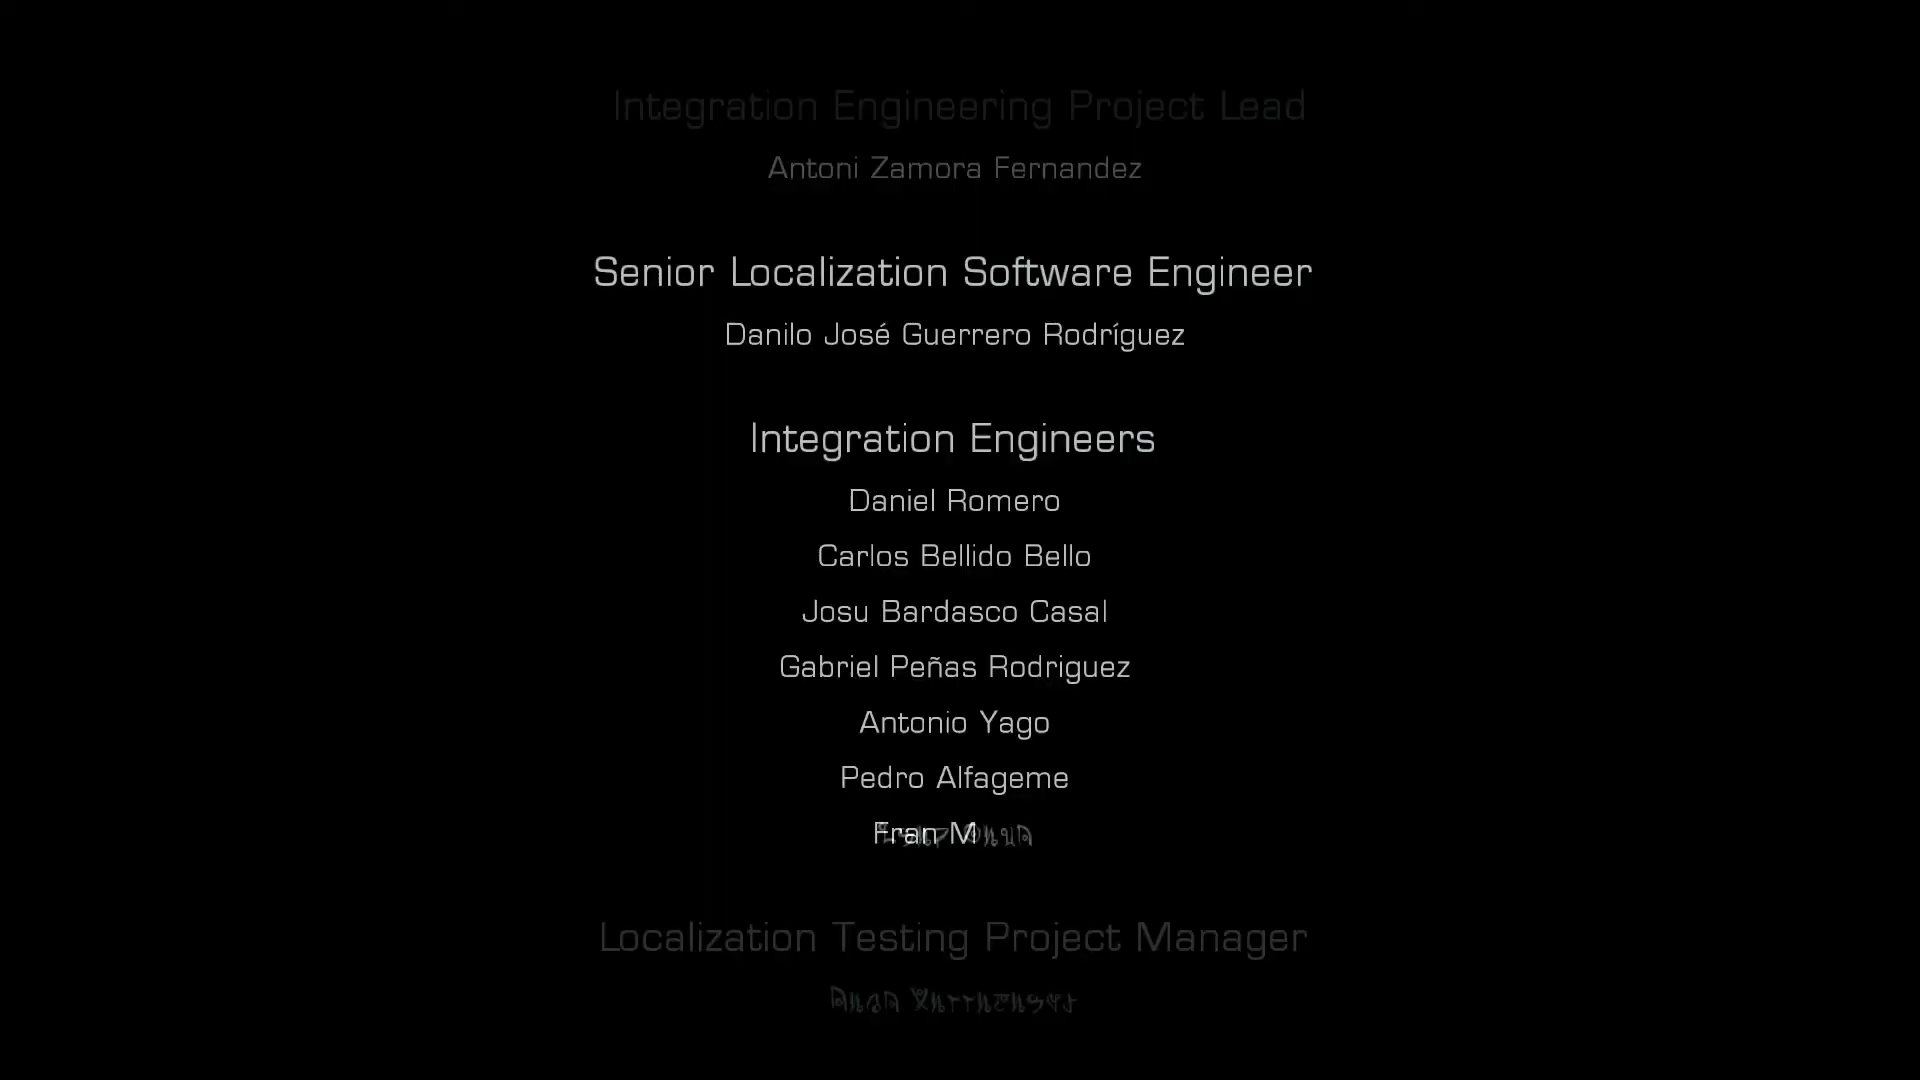 Integration Engineering Project Lead
Antoni Zamora Fernandez
Senior Localization Software Engineer
Danilo José Guerrero Rodríguez
Integration Engineers
Daniel Romero
Carlos Bellido Bello
Josu Bardasco Casal
Gabriel Peñas Rodriguez
Antonio Yago
Pedro Alfageme
Fran M
Localization Testing Project Manager